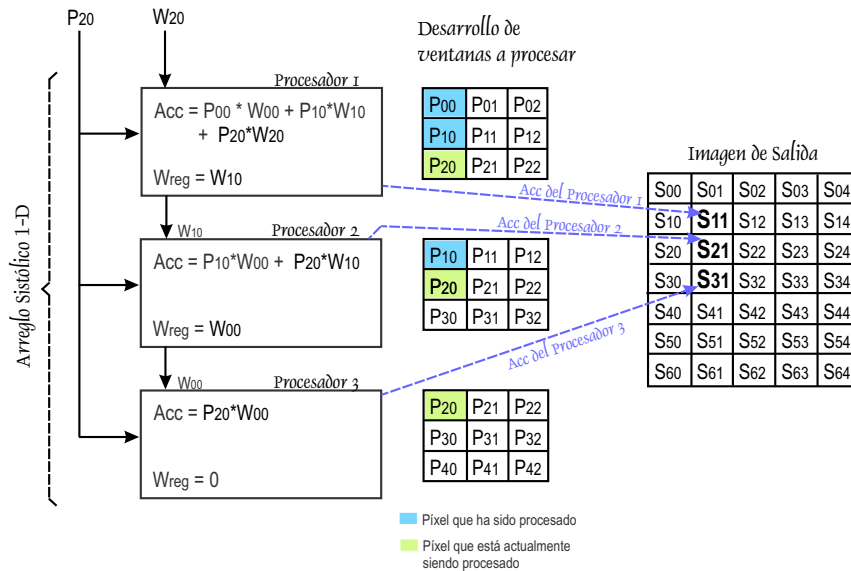 P20
W20
Desarrollo de
ventanas a procesar
Arreglo Sistólico 1-D
Procesador 1
Acc = P00 * W00 + P10*W10
+ P20*W20
Wreg = W10
P00 P01 P02
P10 P11 P12
P20 P21 P22
Acc del Procesador 1
W10
Procesador 2
Acc = P10*W00 + P20*W10
Wreg = W00
P10 P11 P12
P20 P21 P22
P30 P31 P32
Acc del Procesador 2
W00
Procesador 3
Acc = P20*W00
Wreg = 0
P20 P21 P22
P30 P31 P32
P40 P41 P42
Acc del Procesador 3
Imagen de Salida
S00 S01 S02 S03 S04
S10 S11 S12 S13 S14
S20 S21 S22 S23 S24
S30 S31 S32 S33 S34
S40 S41 S42 S43 S44
S50 S51 S52 S53 S54
S60 S61 S62 S63 S64
Píxel que ha sido procesado
Píxel que está actualmente
siendo procesado